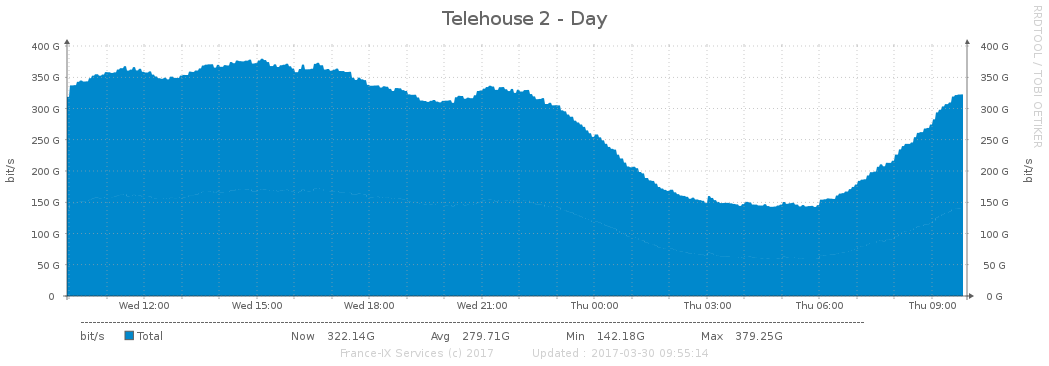 Telehouse 2 - Day
RRDTOOL / TOBI OETIKER
400 G 400 G
350 G 350 G
300 G 300 G
250 G 250 G
200 G 200 G
150 G 150 G
100 G 100 G
50 G 50 G
0 0 G
bit/s bit/s
Wed 12:00 Wed 15:00 Wed 18:00 Wed 21:00 Thu 00:00 Thu 03:00 Thu 06:00 Thu 09:00
bit/s Total Now 322.14G Avg 279.71G Min 142.18G Max 379.25G
France-IX Services (c) 2017 Updated : 2017-03-30 09:55:14